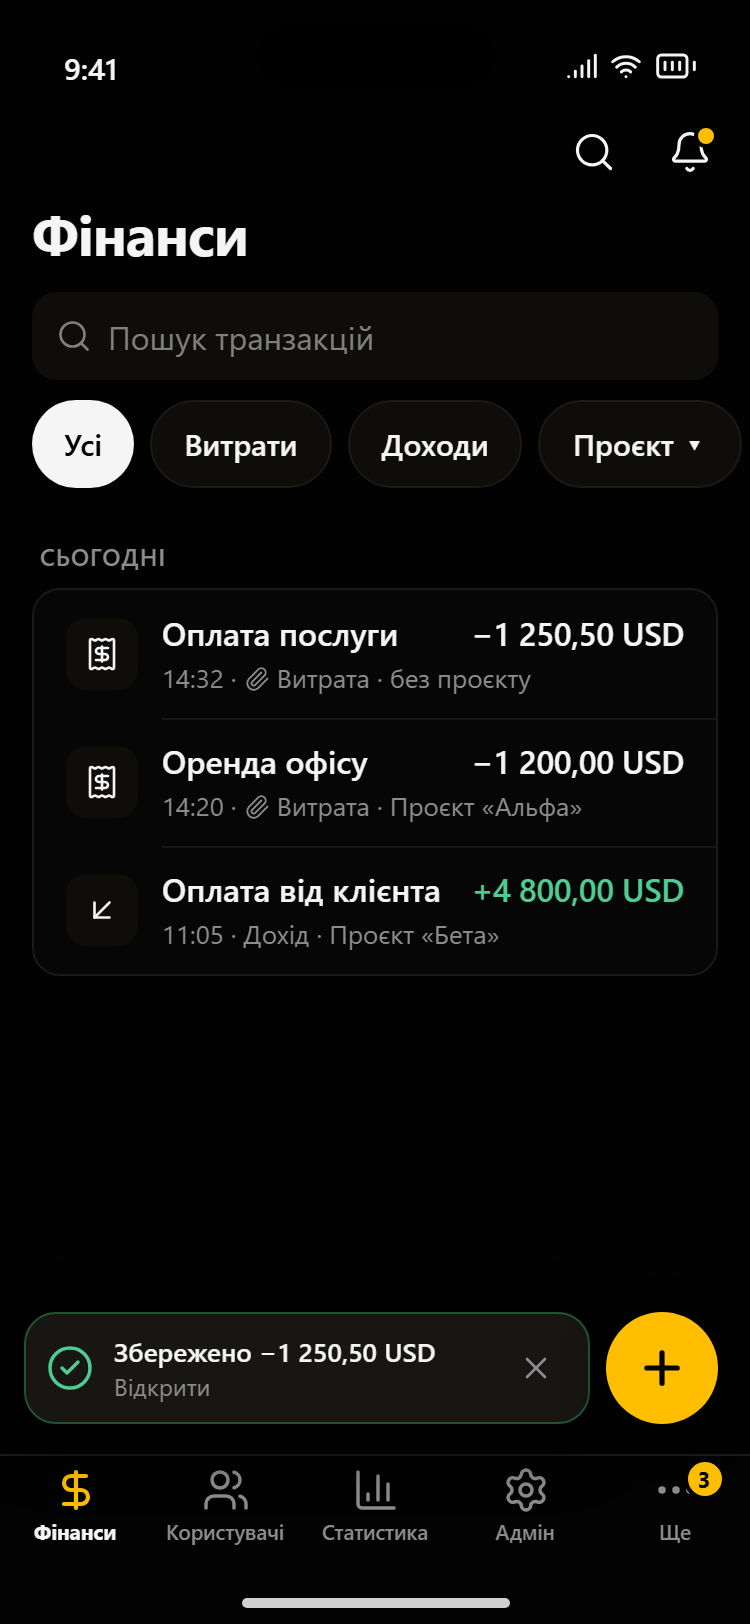 9:41
Фінанси
Пошук транзакцій
Усі
Витрати
Доходи
Проєкт ▼
СЬОГОДНІ
Оплата послуги −1 250,50 USD
14:32 · Витрата · без проєкту
Оренда офісу −1 200,00 USD
14:20 · Витрата · Проєкт «Альфа»
Оплата від клієнта +4 800,00 USD
11:05 · Дохід · Проєкт «Бета»
Збережено −1 250,50 USD
Відкрити
3
Фінанси
Користувачі
Статистика
Адмін
Ще